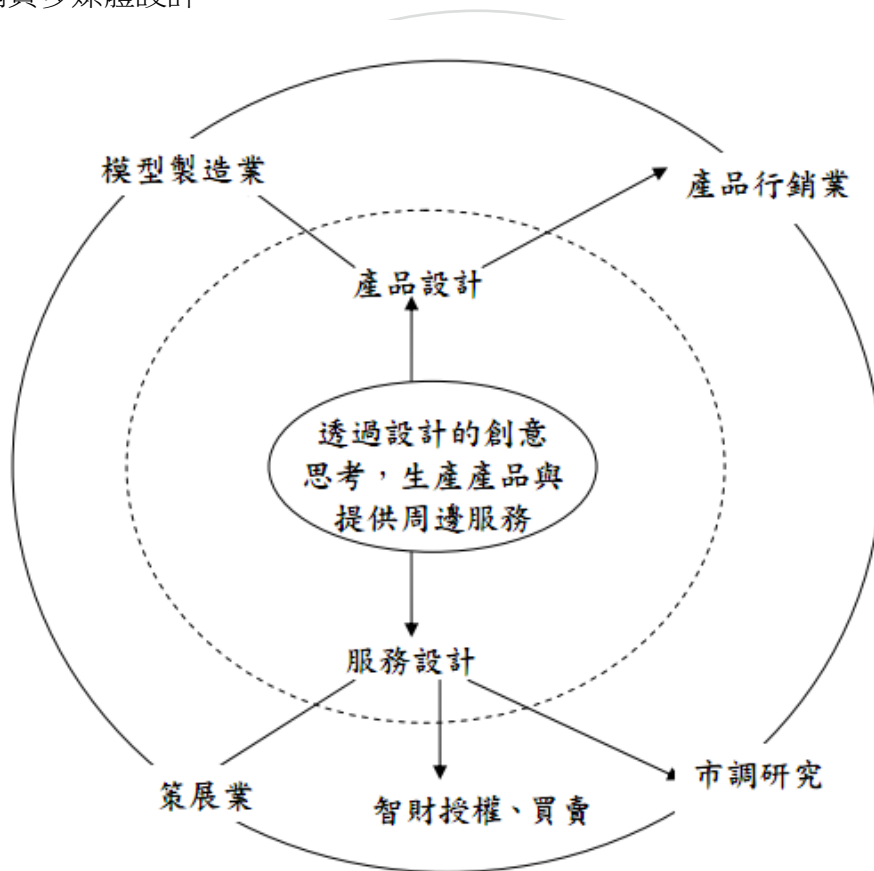 模型製造業
產品行銷業
產品設計
透過設計的創意
思考，生產產品與
提供周邊服務
服務設計
策展業
智財授權、買賣
市調研究